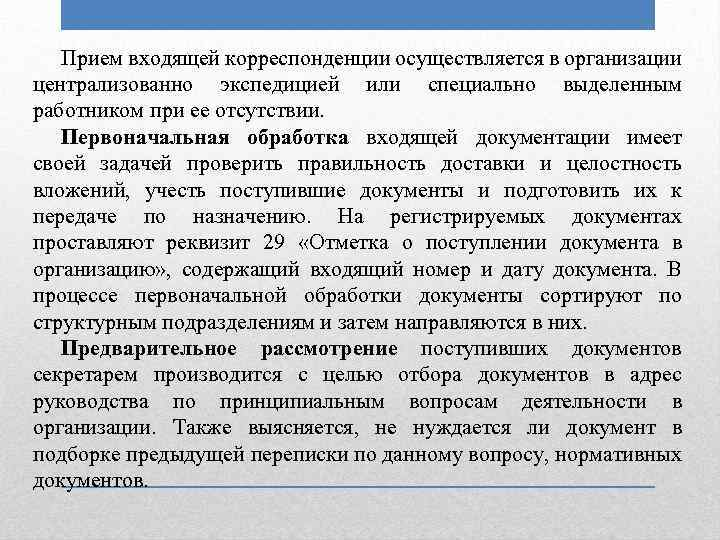 Прием входящей корреспонденции осуществляется в организации
централизованно экспедицией или специально выделенным
работником при ее отсутствии.
Первоначальная обработка входящей документации имеет
своей задачей проверить правильность доставки и целостность
вложений, учесть поступившие документы и подготовить их к
передаче по назначению. На регистрируемых документах
проставляют реквизит 29 «Отметка о поступлении документа в
организацию», содержащий входящий номер и дату документа. В
процессе первоначальной обработки документы сортируют по
структурным подразделениям и затем направляются в них.
Предварительное рассмотрение поступивших документов
секретарем производится с целью отбора документов в адрес
руководства по принципиальным вопросам деятельности в
организации. Также выясняется, не нуждается ли документ в
подборке предыдущей переписки по данному вопросу, нормативных
документов.